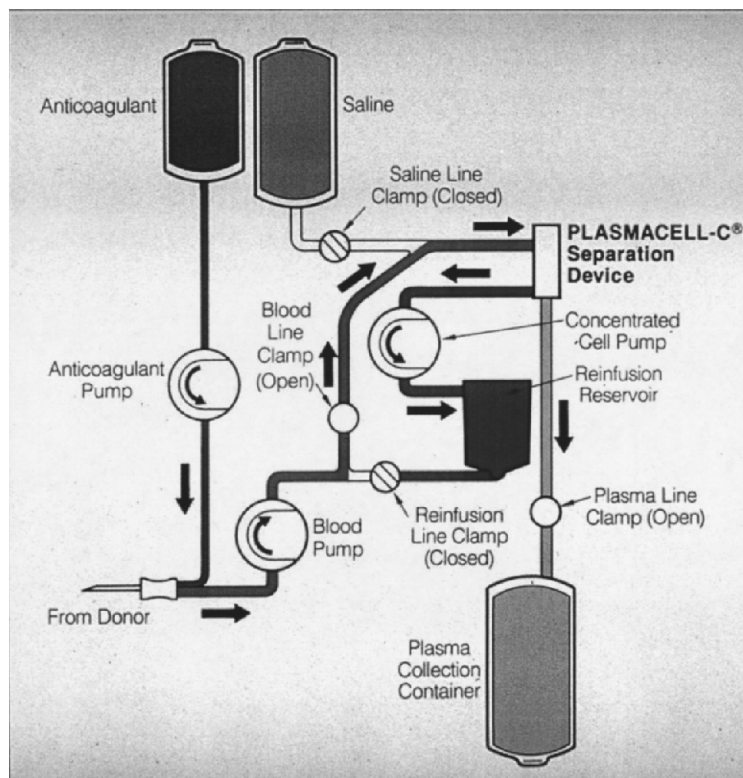 Anticoagulant
Saline
Saline Line
Clamp (Closed)
PLASMACELL-C®
Separation
Device
Blood
Line
Clamp
(Open)
Concentrated
Cell Pump
Anticoagulant
Pump
Reinfusion
Reservoir
Plasma Line
Clamp (Open)
Blood
Pump
Reinfusion
Line Clamp
(Closed)
From Donor
Plasma
Collection
Container